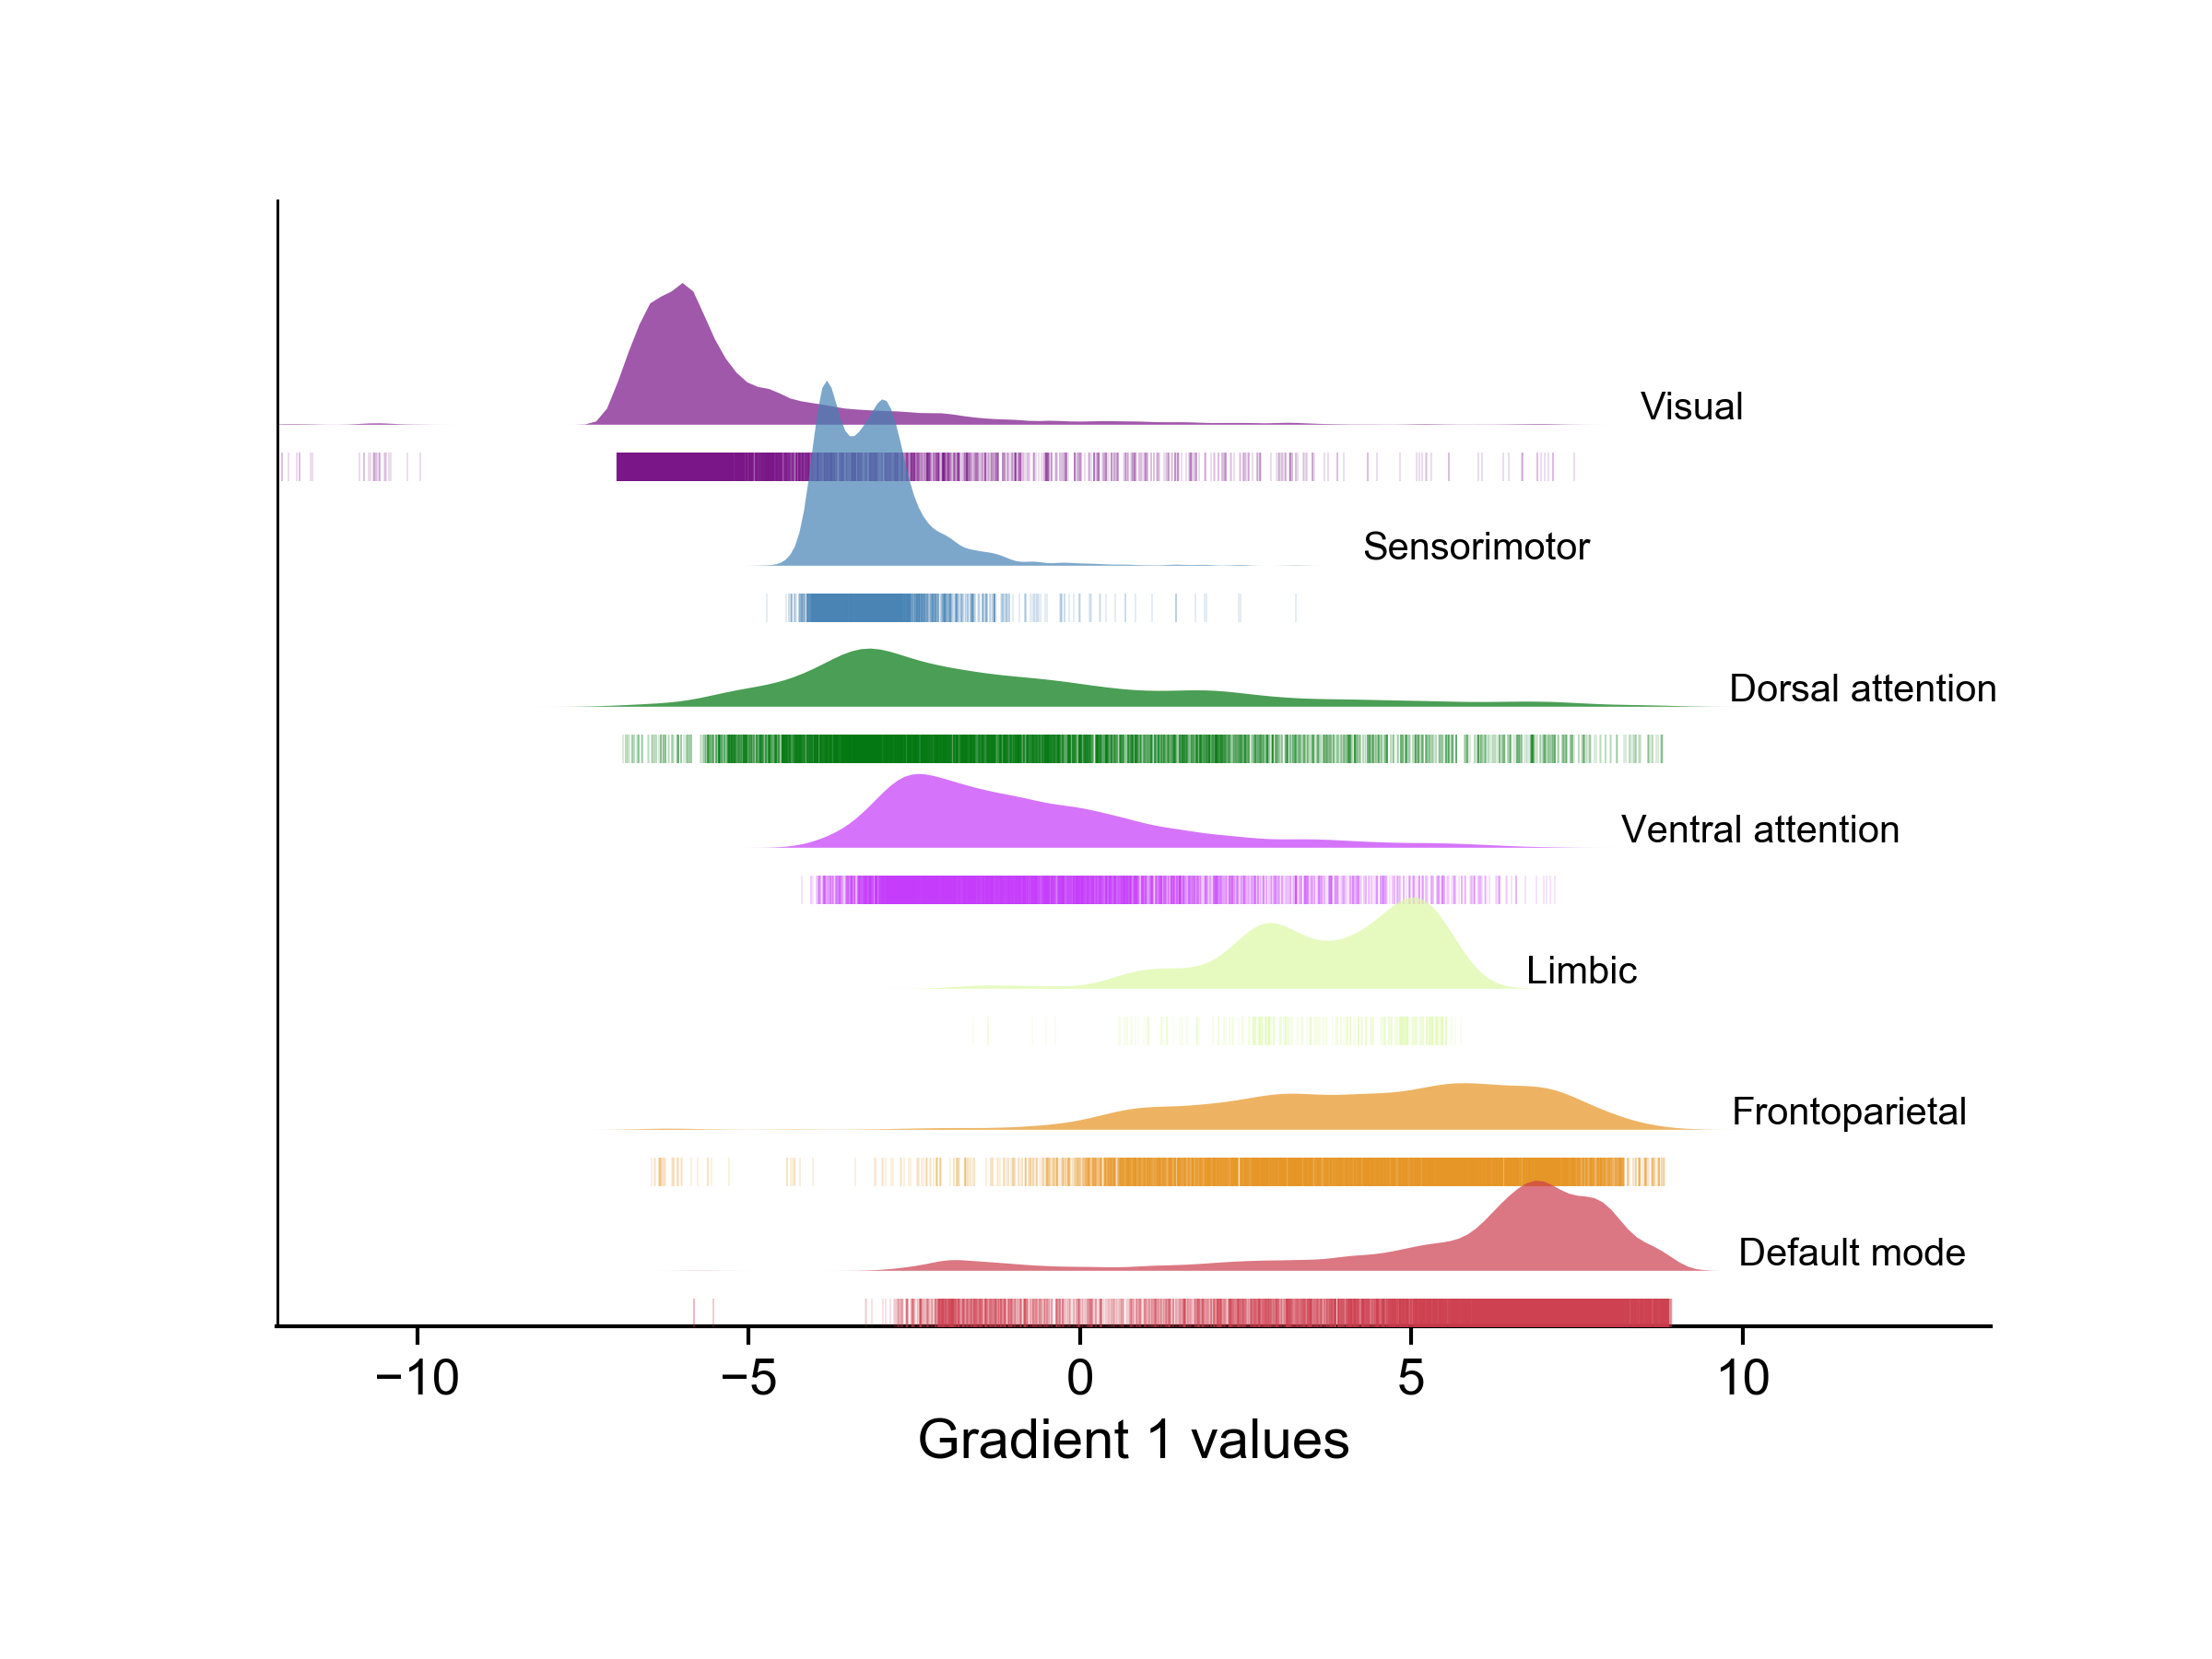 Visual
Sensorimotor
Dorsal attention
Ventral attention
Limbic
Frontoparietal
Default mode
−10 −5 0 5 10
Gradient 1 values